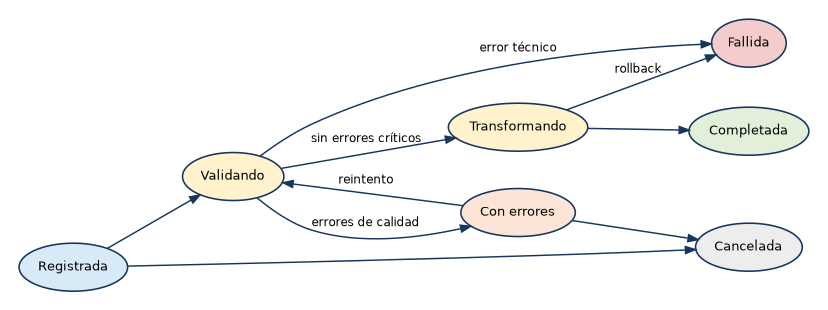 Fallida
error técnico
rollback
Transformando
Completada
sin errores críticos
Validando
reintento
Con errores
errores de calidad
Cancelada
Registrada